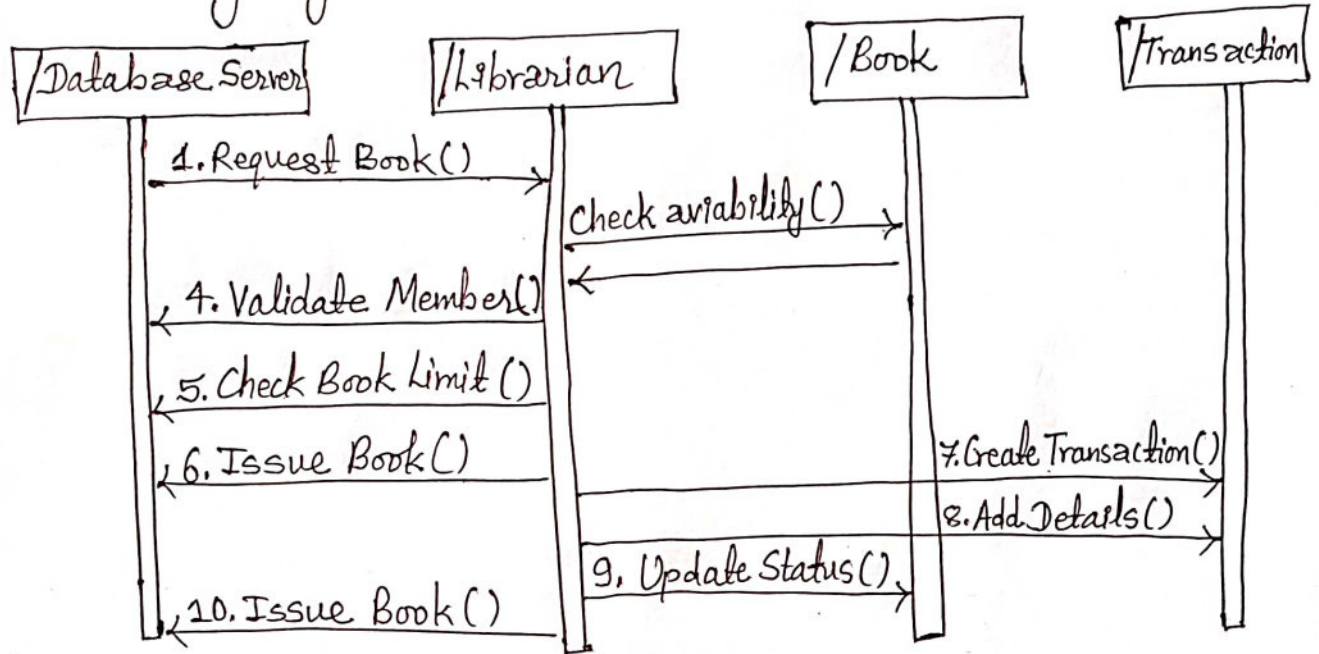 /Database Server
/Librarian
/Book
/Transaction
1. Request Book()
Check aviability()
4. Validate Member()
5. Check Book Limit ()
6. Issue Book()
7. Create Transaction()
8. Add Details()
9. Update Status()
10. Issue Book()